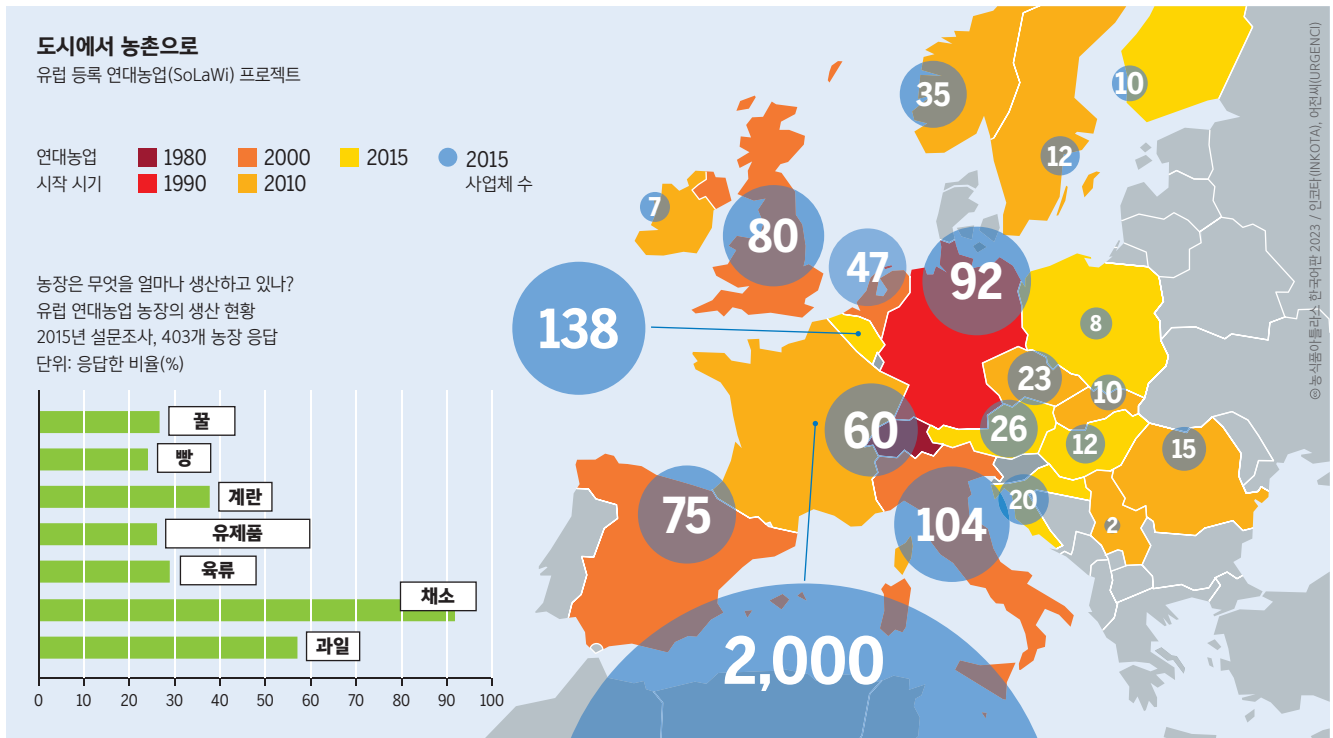 도시에서 농촌으로
유럽 등록 연대농업(SoLaWi) 프로젝트
연대농업
시작 시기
1980
1990
2000
2010
2015
2015
사업체 수
농장은 무엇을 얼마나 생산하고 있나?
유럽 연대농업 농장의 생산 현황
2015년 설문조사, 403개 농장 응답
단위: 응답한 비율(%)
꿀
빵
계란
유제품
육류
채소
과일
0 10 20 30 40 50 60 70 80 90 100
35
10
12
7
80
47
92
138
8
23
10
60
26
12
15
75
104
20
2
2,000
©농식품아틀라스 한국어판 2023 / 인코타(INKOTA), 어전씨(URGENCI)